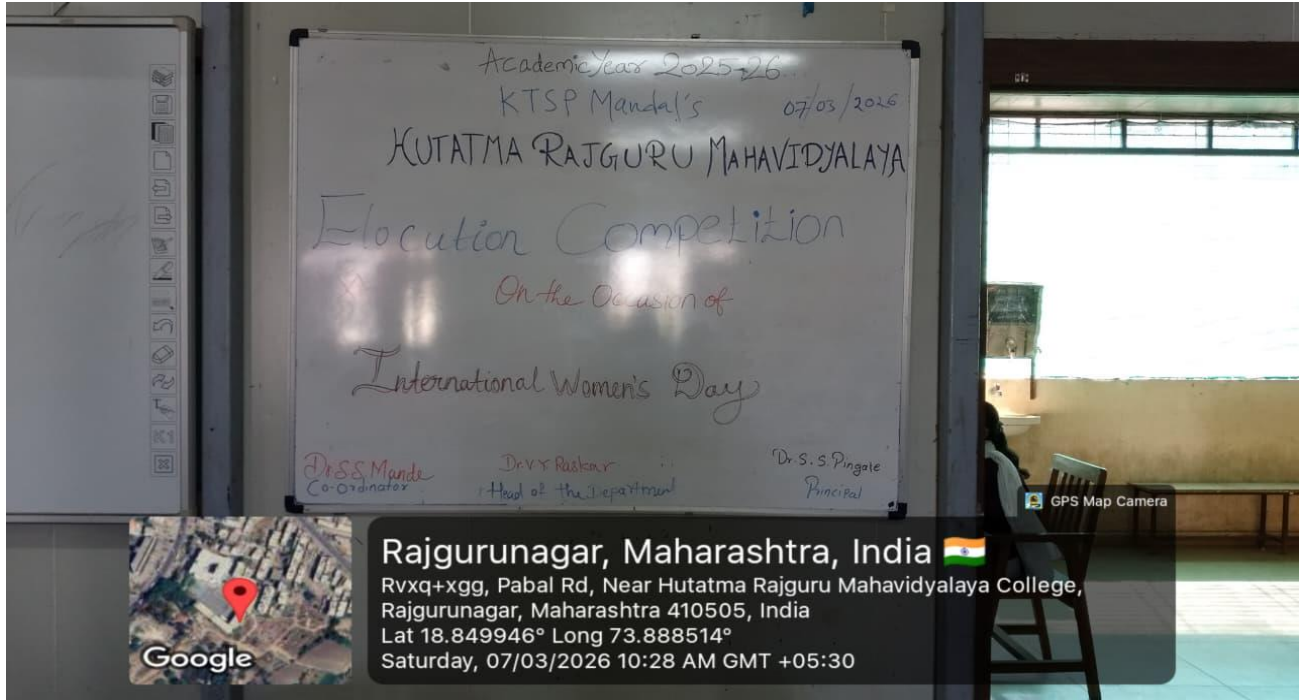 Academic Year 2025-26
KTSP Mandal's 07/03/2026
HUTATMA RAJGURU MAHAVIDYALAYA
Elocution Competition
On the Occasion of
International Women's Day
Dr. S. S. Mande Dr. V. Y. Raskar Dr. S. S. Pingale
Co-Ordinator Head of the Department Principal
GPS Map Camera
Rajgurunagar, Maharashtra, India
Rvxq+xgg, Pabal Rd, Near Hutatma Rajguru Mahavidyalaya College,
Rajgurunagar, Maharashtra 410505, India
Lat 18.849946° Long 73.888514°
Saturday, 07/03/2026 10:28 AM GMT +05:30
Google